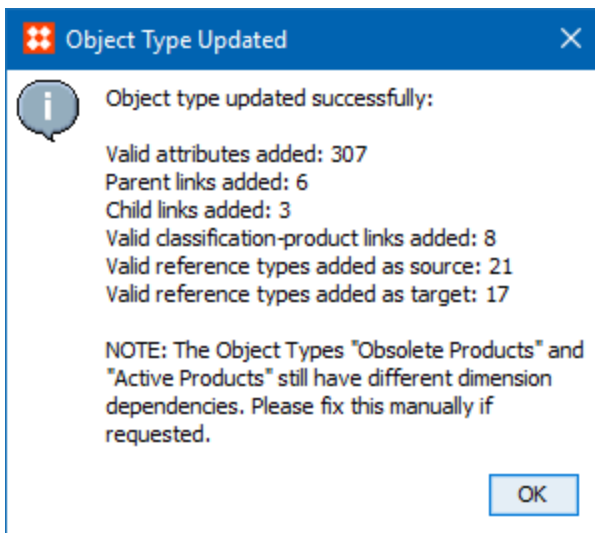 Object Type Updated
Object type updated successfully:
Valid attributes added: 307
Parent links added: 6
Child links added: 3
Valid classification-product links added: 8
Valid reference types added as source: 21
Valid reference types added as target: 17
NOTE: The Object Types "Obsolete Products" and
"Active Products" still have different dimension
dependencies. Please fix this manually if
requested.
OK